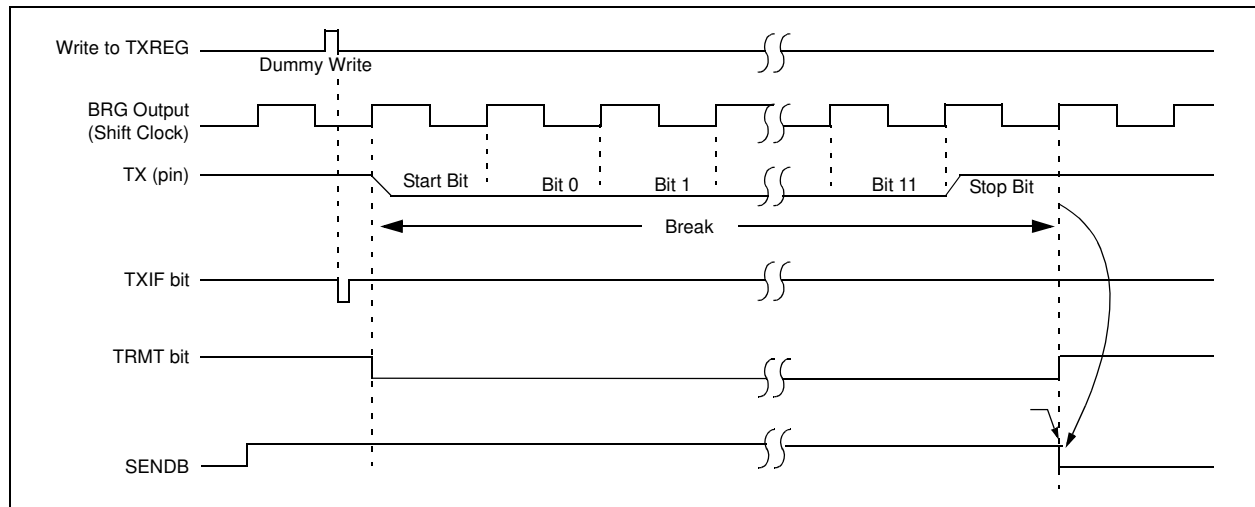 Write to TXREG
Dummy Write
BRG Output
(Shift Clock)
TX (pin)
Start Bit
Bit 0
Bit 1
Bit 11
Stop Bit
Break
TXIF bit
TRMT bit
SENDB